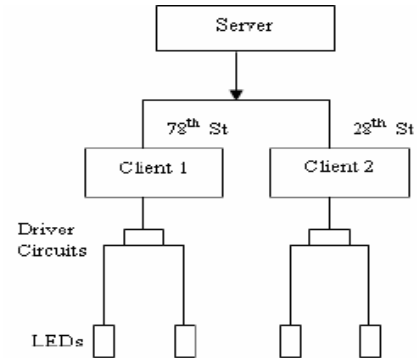 Server
78th St
28th St
Client 1
Client 2
Driver
Circuits
LEDs